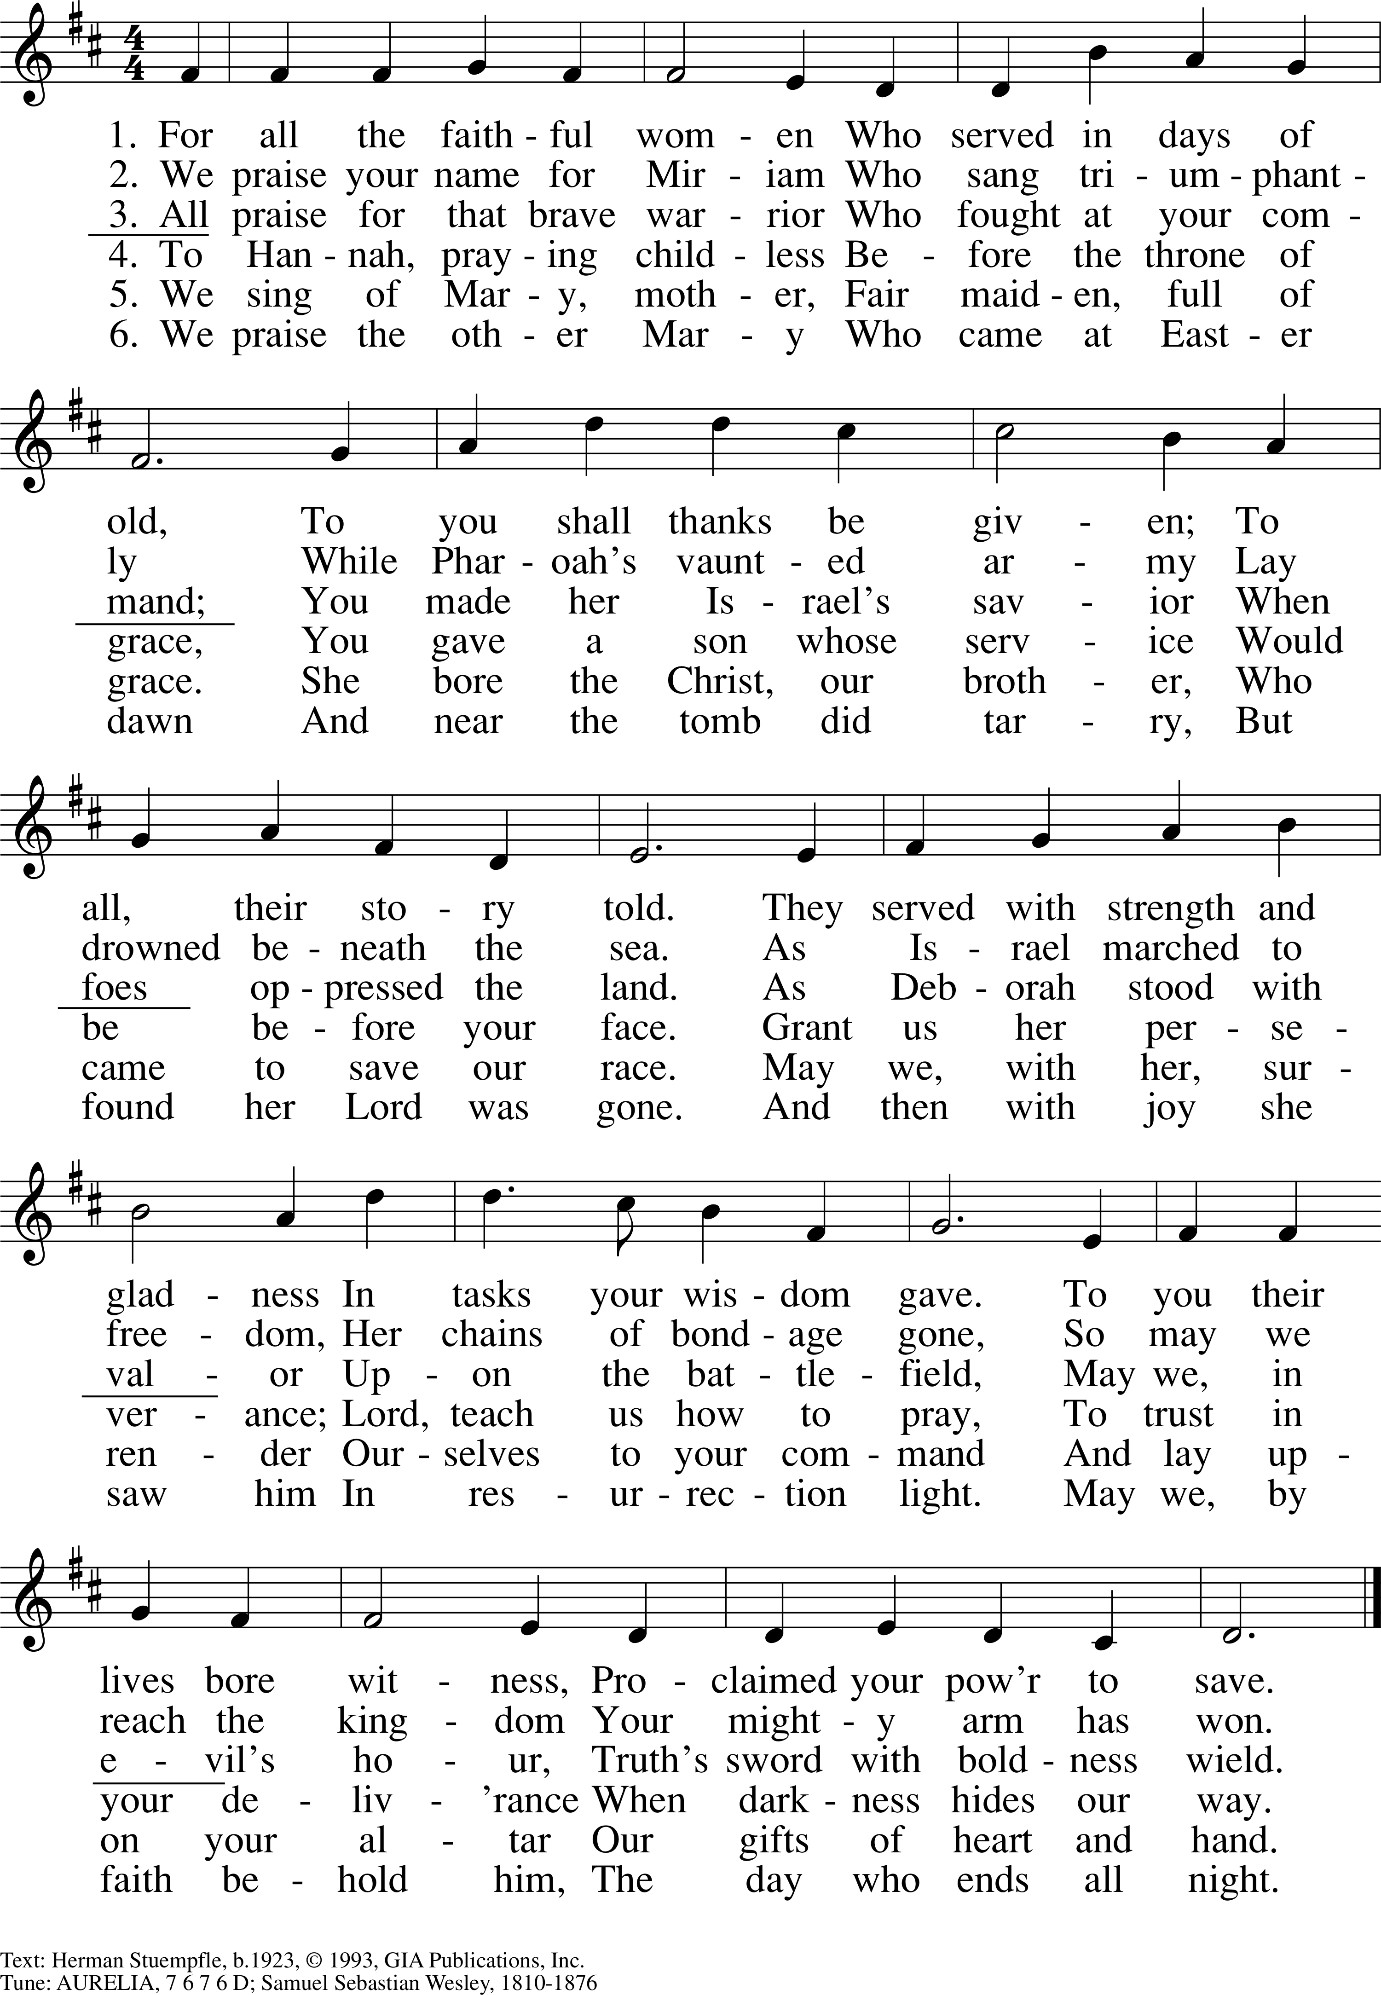 4
4
1. For all the faith - ful wom - en Who served in days of
2. We praise your name for Mir - iam Who sang tri - um - phant -
3. All praise for that brave war - rior Who fought at your com -
4. To Han - nah, pray - ing child - less Be - fore the throne of
5. We sing of Mar - y, moth - er, Fair maid - en, full of
6. We praise the oth - er Mar - y Who came at East - er
old, To you shall thanks be giv - en; To
ly While Phar - oah's vaunt - ed ar - my Lay
mand; You made her Is - rael's sav - ior When
grace, You gave a son whose serv - ice Would
grace. She bore the Christ, our broth - er, Who
dawn And near the tomb did tar - ry, But
all, their sto - ry told. They served with strength and
drowned be - neath the sea. As Is - rael marched to
foes op - pressed the land. As Deb - orah stood with
be be - fore your face. Grant us her per - se -
came to save our race. May we, with her, sur -
found her Lord was gone. And then with joy she
glad - ness In tasks your wis - dom gave. To you their
free - dom, Her chains of bond - age gone, So may we
val - or Up - on the bat - tle - field, May we, in
ver - ance; Lord, teach us how to pray, To trust in
ren - der Our - selves to your com - mand And lay up -
saw him In res - ur - rec - tion light. May we, by
lives bore wit - ness, Pro - claimed your pow'r to save.
reach the king - dom Your might - y arm has won.
e - vil's ho - ur, Truth's sword with bold - ness wield.
your de - liv - 'rance When dark - ness hides our way.
on your al - tar Our gifts of heart and hand.
faith be - hold him, The day who ends all night.
Text: Herman Stuempfle, b.1923, © 1993, GIA Publications, Inc.
Tune: AURELIA, 7 6 7 6 D; Samuel Sebastian Wesley, 1810-1876